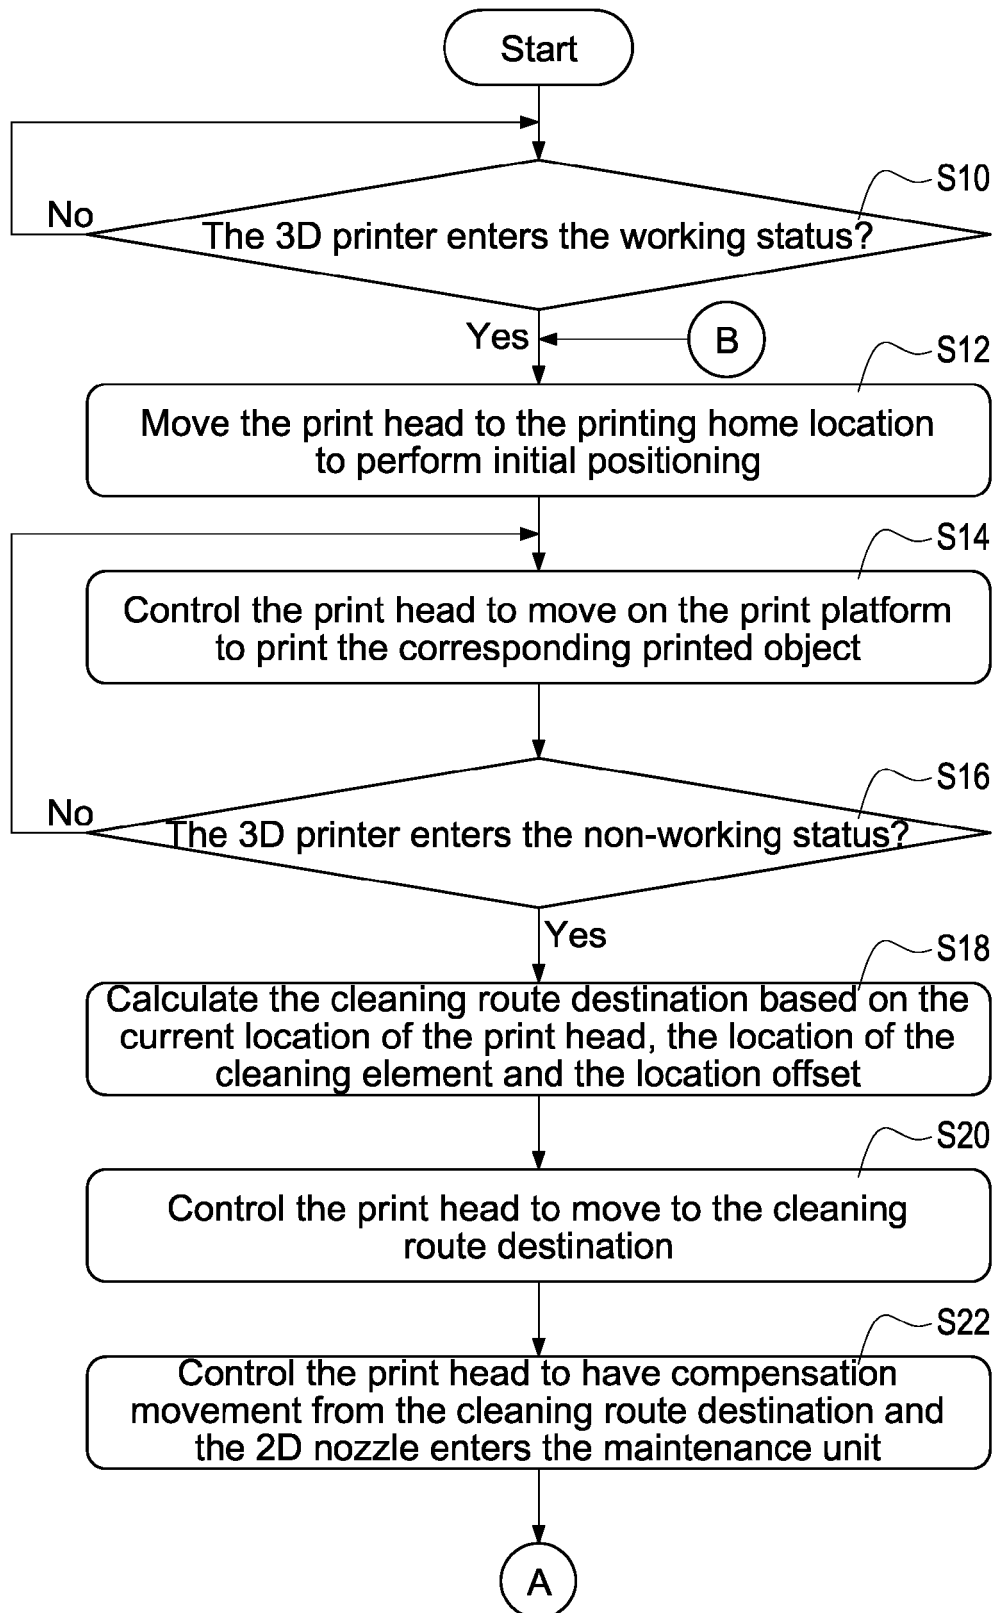 Start
S10
No
The 3D printer enters the working status?
Yes
B
S12
Move the print head to the printing home location
to perform initial positioning
S14
Control the print head to move on the print platform
to print the corresponding printed object
S16
No
The 3D printer enters the non-working status?
Yes
S18
Calculate the cleaning route destination based on the
current location of the print head, the location of the
cleaning element and the location offset
S20
Control the print head to move to the cleaning
route destination
S22
Control the print head to have compensation
movement from the cleaning route destination and
the 2D nozzle enters the maintenance unit
A